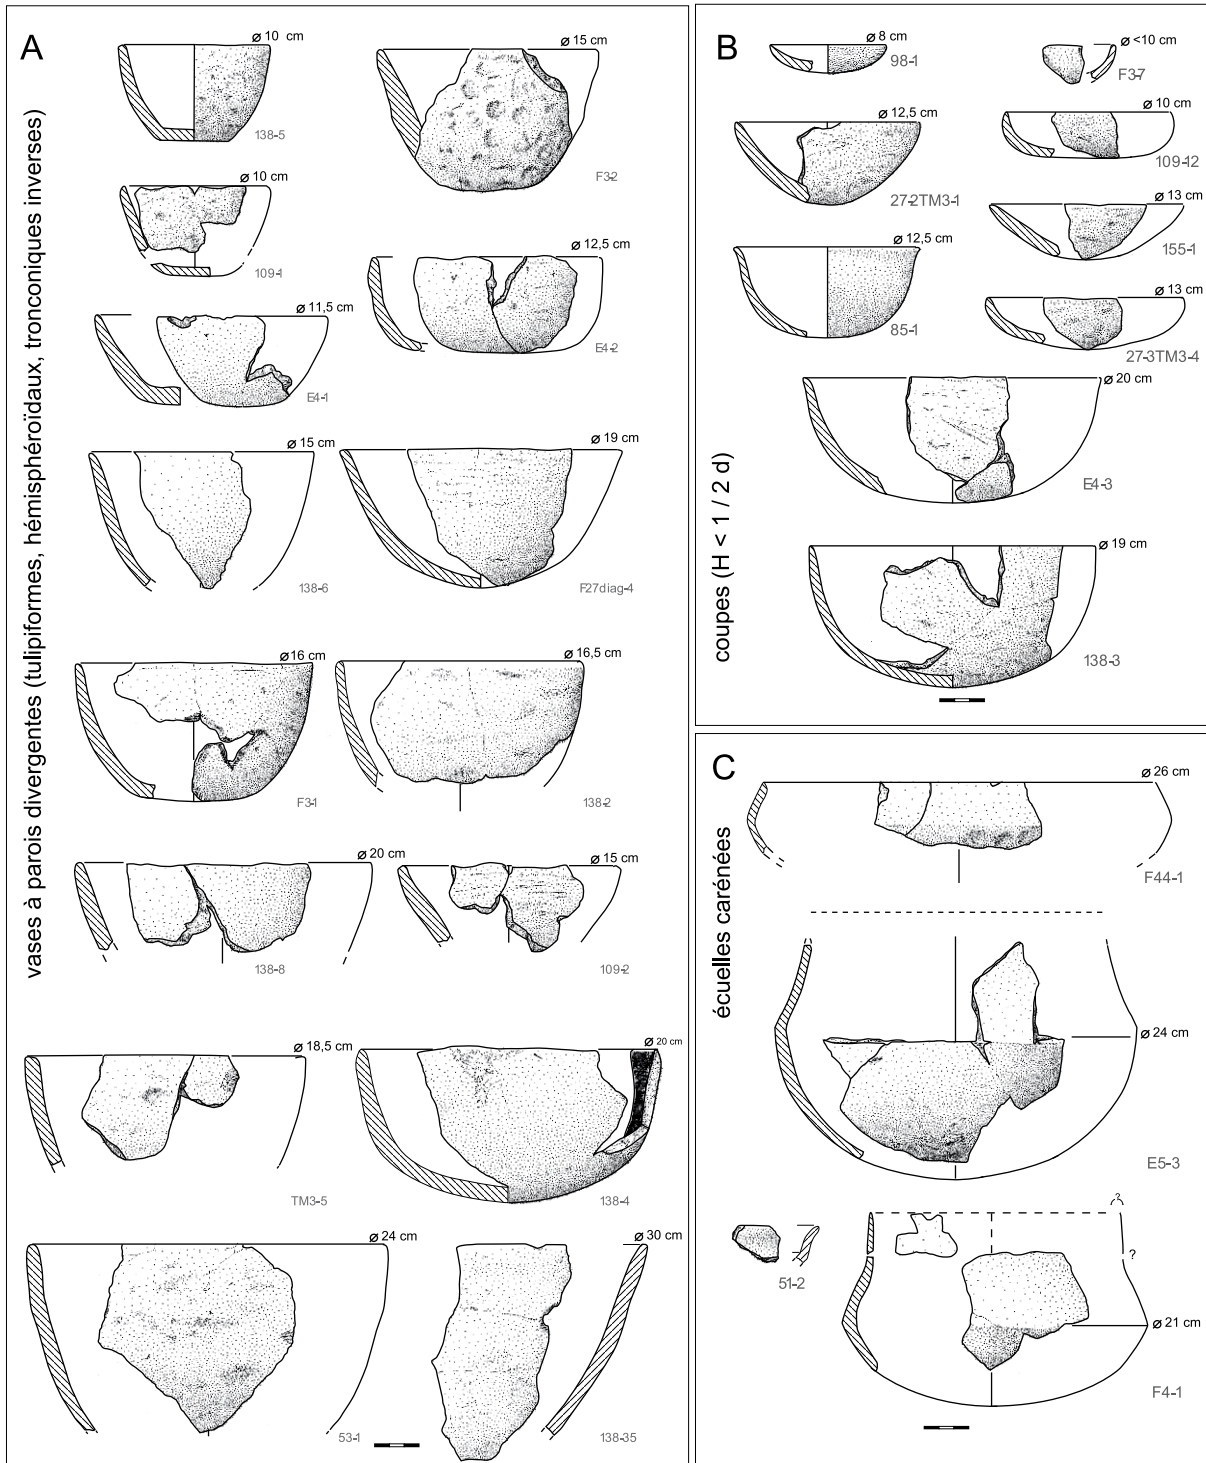 A
vases à parois divergentes (tulipiformes, hémisphéroïdaux, tronconiques inverses)
ø 10 cm
138-5
ø 15 cm
F3-2
ø 10 cm
109-1
ø 12,5 cm
E4-2
ø 11,5 cm
E4-1
ø 15 cm
138-6
ø 19 cm
F27diag-4
ø 16 cm
F3-1
ø 16,5 cm
138-2
ø 20 cm
138-8
ø 15 cm
109-2
ø 18,5 cm
TM3-5
ø 20 cm
138-4
ø 24 cm
53-1
ø 30 cm
138-35
B
coupes (H < 1 / 2 d)
ø 8 cm
98-1
ø <10 cm
F3-7
ø 12,5 cm
27-2TM3-1
ø 10 cm
109-12
ø 13 cm
155-1
ø 12,5 cm
85-1
ø 13 cm
27-3TM3-4
ø 20 cm
E4-3
ø 19 cm
138-3
C
écuelles carénées
ø 26 cm
F44-1
ø 24 cm
E5-3
51-2
?
?
ø 21 cm
F4-1